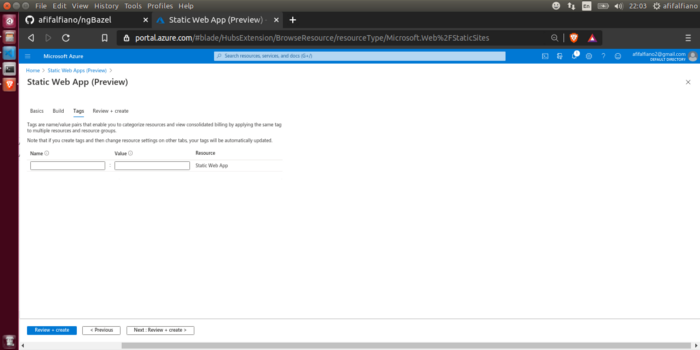 File Edit View History Tools Profiles Help
22:03 afifalfiano
afifalfiano/ngBazel
Static Web App (Preview)
portal.azure.com/#blade/HubsExtension/BrowseResource/resourceType/Microsoft.Web%2FStaticSites
Microsoft Azure
Search resources, services, and docs (G+/)
afifalfiano2@gmail.com
DEFAULT DIRECTORY
Home > Static Web Apps (Preview) >
Static Web App (Preview)
Basics Build Tags Review + create
Tags are name/value pairs that enable you to categorize resources and view consolidated billing by applying the same tag
to multiple resources and resource groups.
Note that if you create tags and then change resource settings on other tabs, your tags will be automatically updated.
Name Value Resource
: Static Web App
Review + create < Previous Next : Review + create >